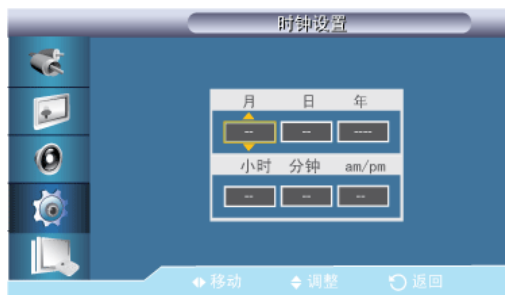 时钟设置
月 日 年
-- -- ----
小时 分钟 am/pm
-- -- --
移动 调整 返回